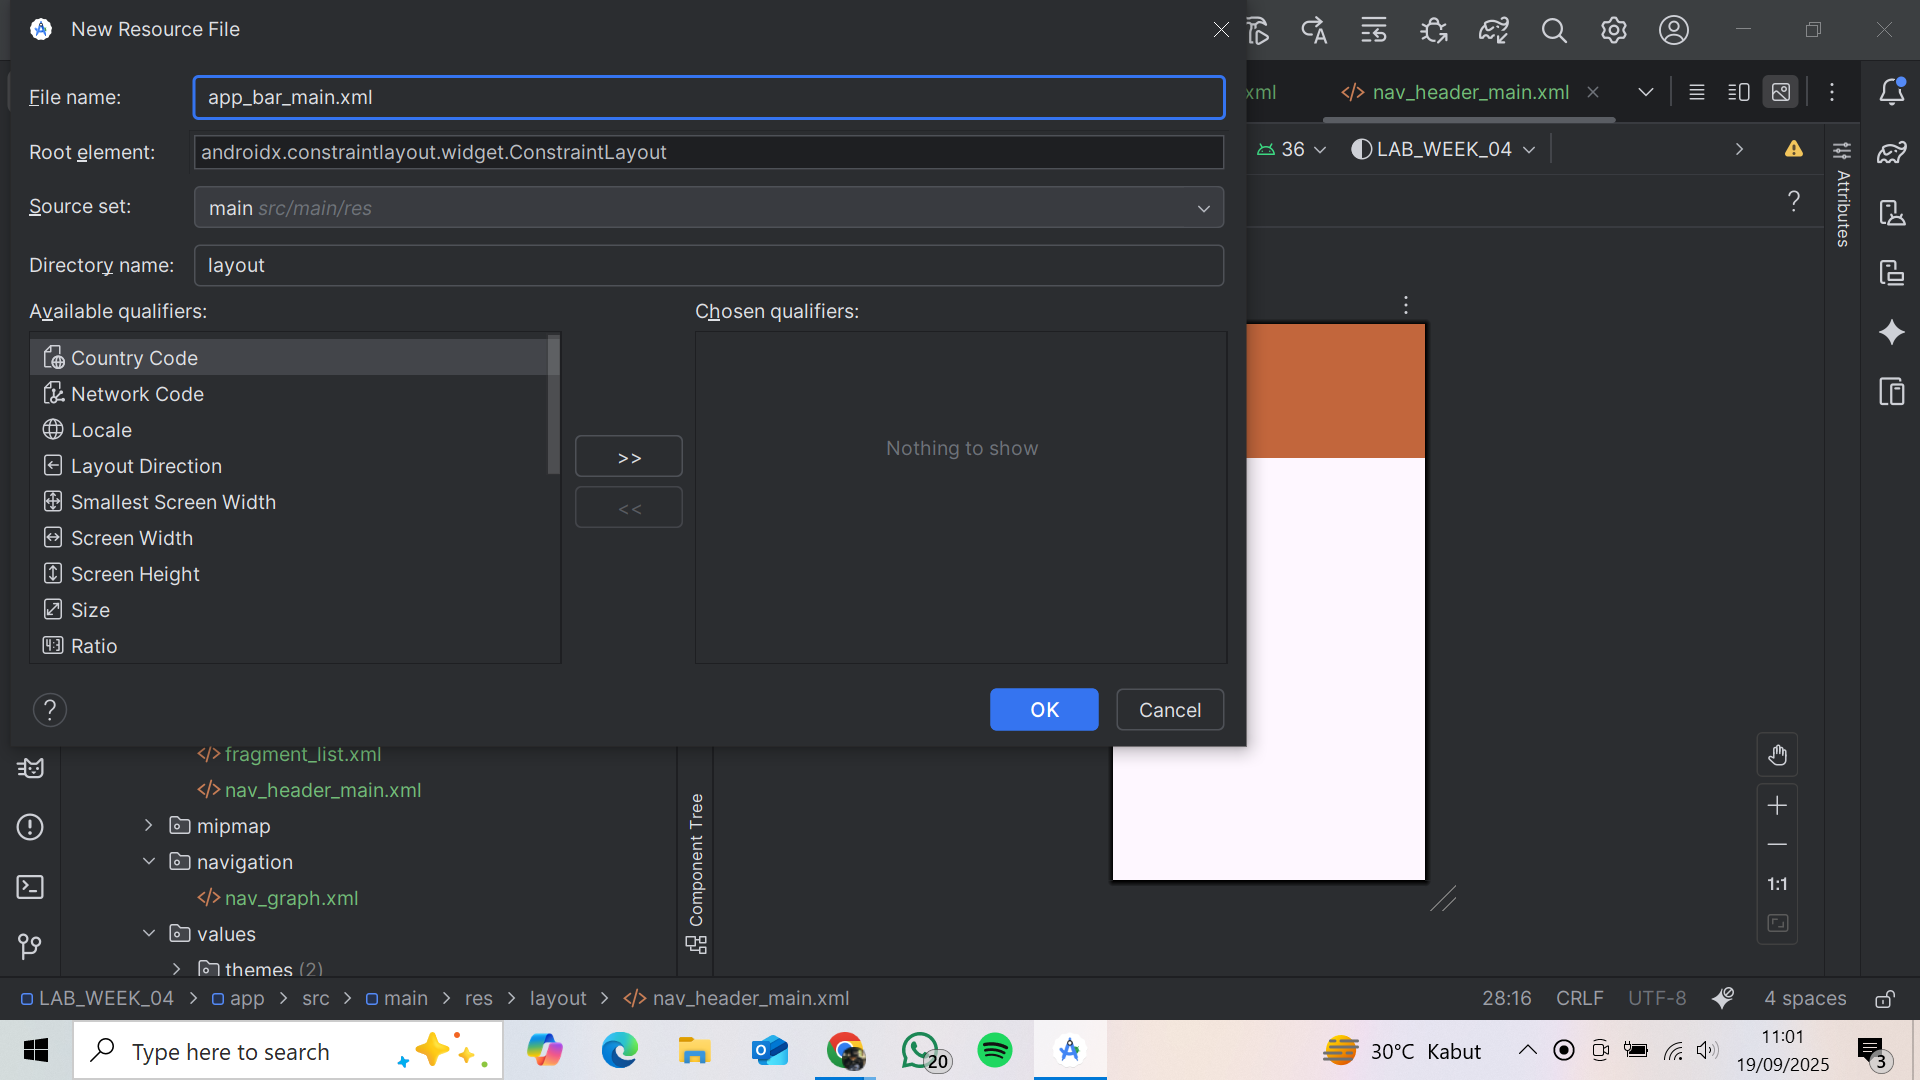 New Resource File
File name:
app_bar_main.xml
Root element:
androidx.constraintlayout.widget.ConstraintLayout
Source set:
main src/main/res
Directory name:
layout
Available qualifiers:
Chosen qualifiers:
Country Code
Network Code
Locale
Layout Direction
Smallest Screen Width
Screen Width
Screen Height
Size
Ratio
>>
<<
Nothing to show
?
OK
Cancel
xml
nav_header_main.xml
36
LAB_WEEK_04
?
Attributes
fragment_list.xml
nav_header_main.xml
mipmap
navigation
nav_graph.xml
values
themes (2)
Component Tree
1:1
LAB_WEEK_04 > app > src > main > res > layout > nav_header_main.xml
28:16 CRLF UTF-8 4 spaces
Type here to search
20
30°C Kabut
11:01
19/09/2025
3